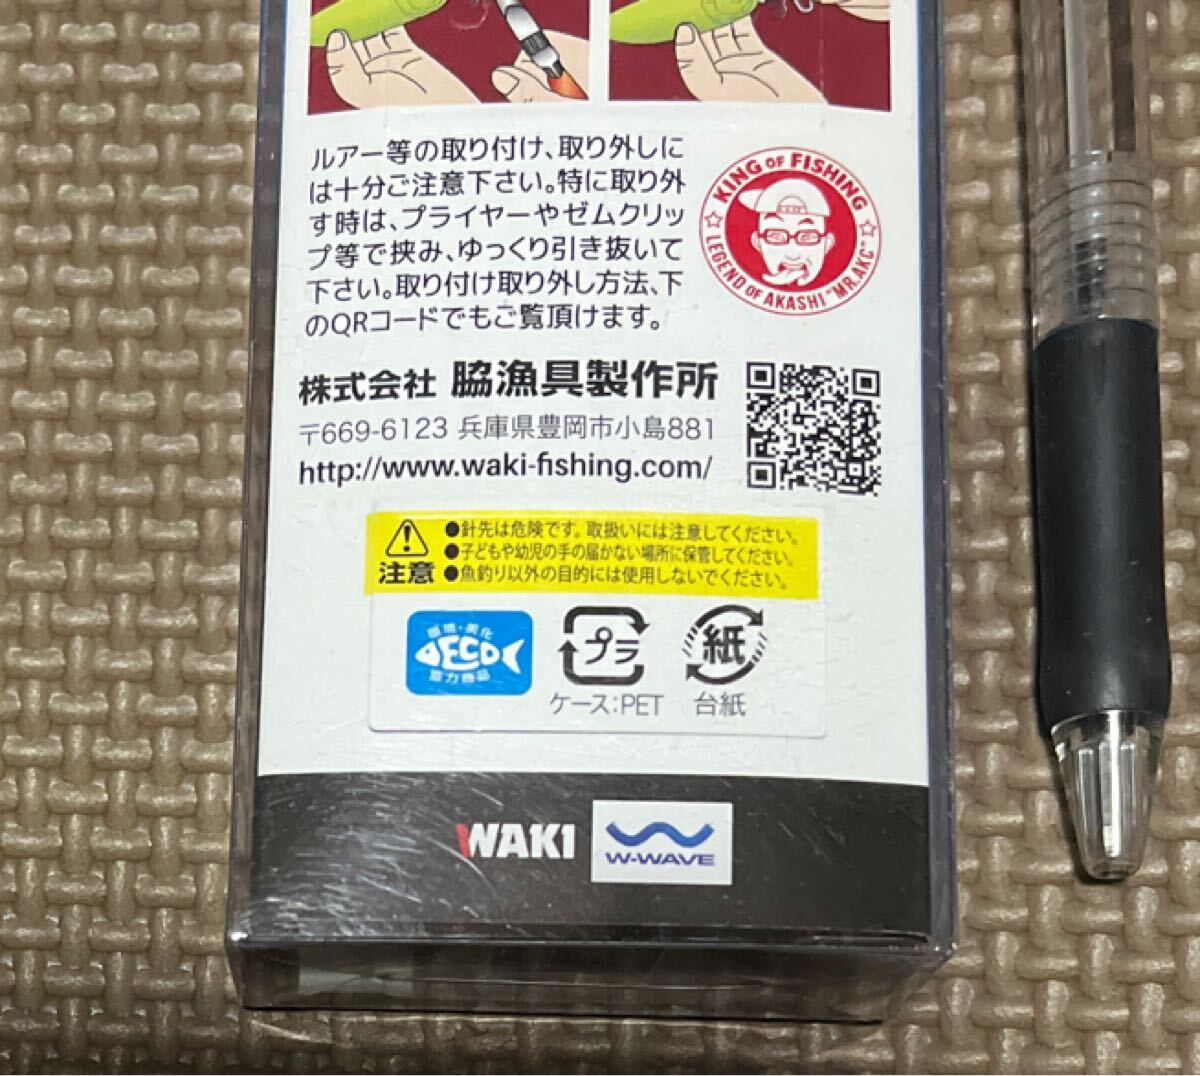 ルアー等の取り付け、取り外しに
は十分ご注意下さい。特に取り外
す時は、プライヤーやゼムクリッ
プ等で挟み、ゆっくり引き抜いて
下さい。取り付け取り外し方法、下
のQRコードでもご覧頂けます。
KING OF FISHING
LEGEND OF AKASHI "MR.AKC"
株式会社 脇漁具製作所
〒669-6123 兵庫県豊岡市小島881
http://www.waki-fishing.com/
注意
●針先は危険です。取扱いには注意してください。
●子どもや幼児の手の届かない場所に保管してください。
●魚釣り以外の目的には使用しないでください。
環境・美化
ECO
協力商品
プラ
ケース:PET
紙
台紙
WAKI
W-WAVE